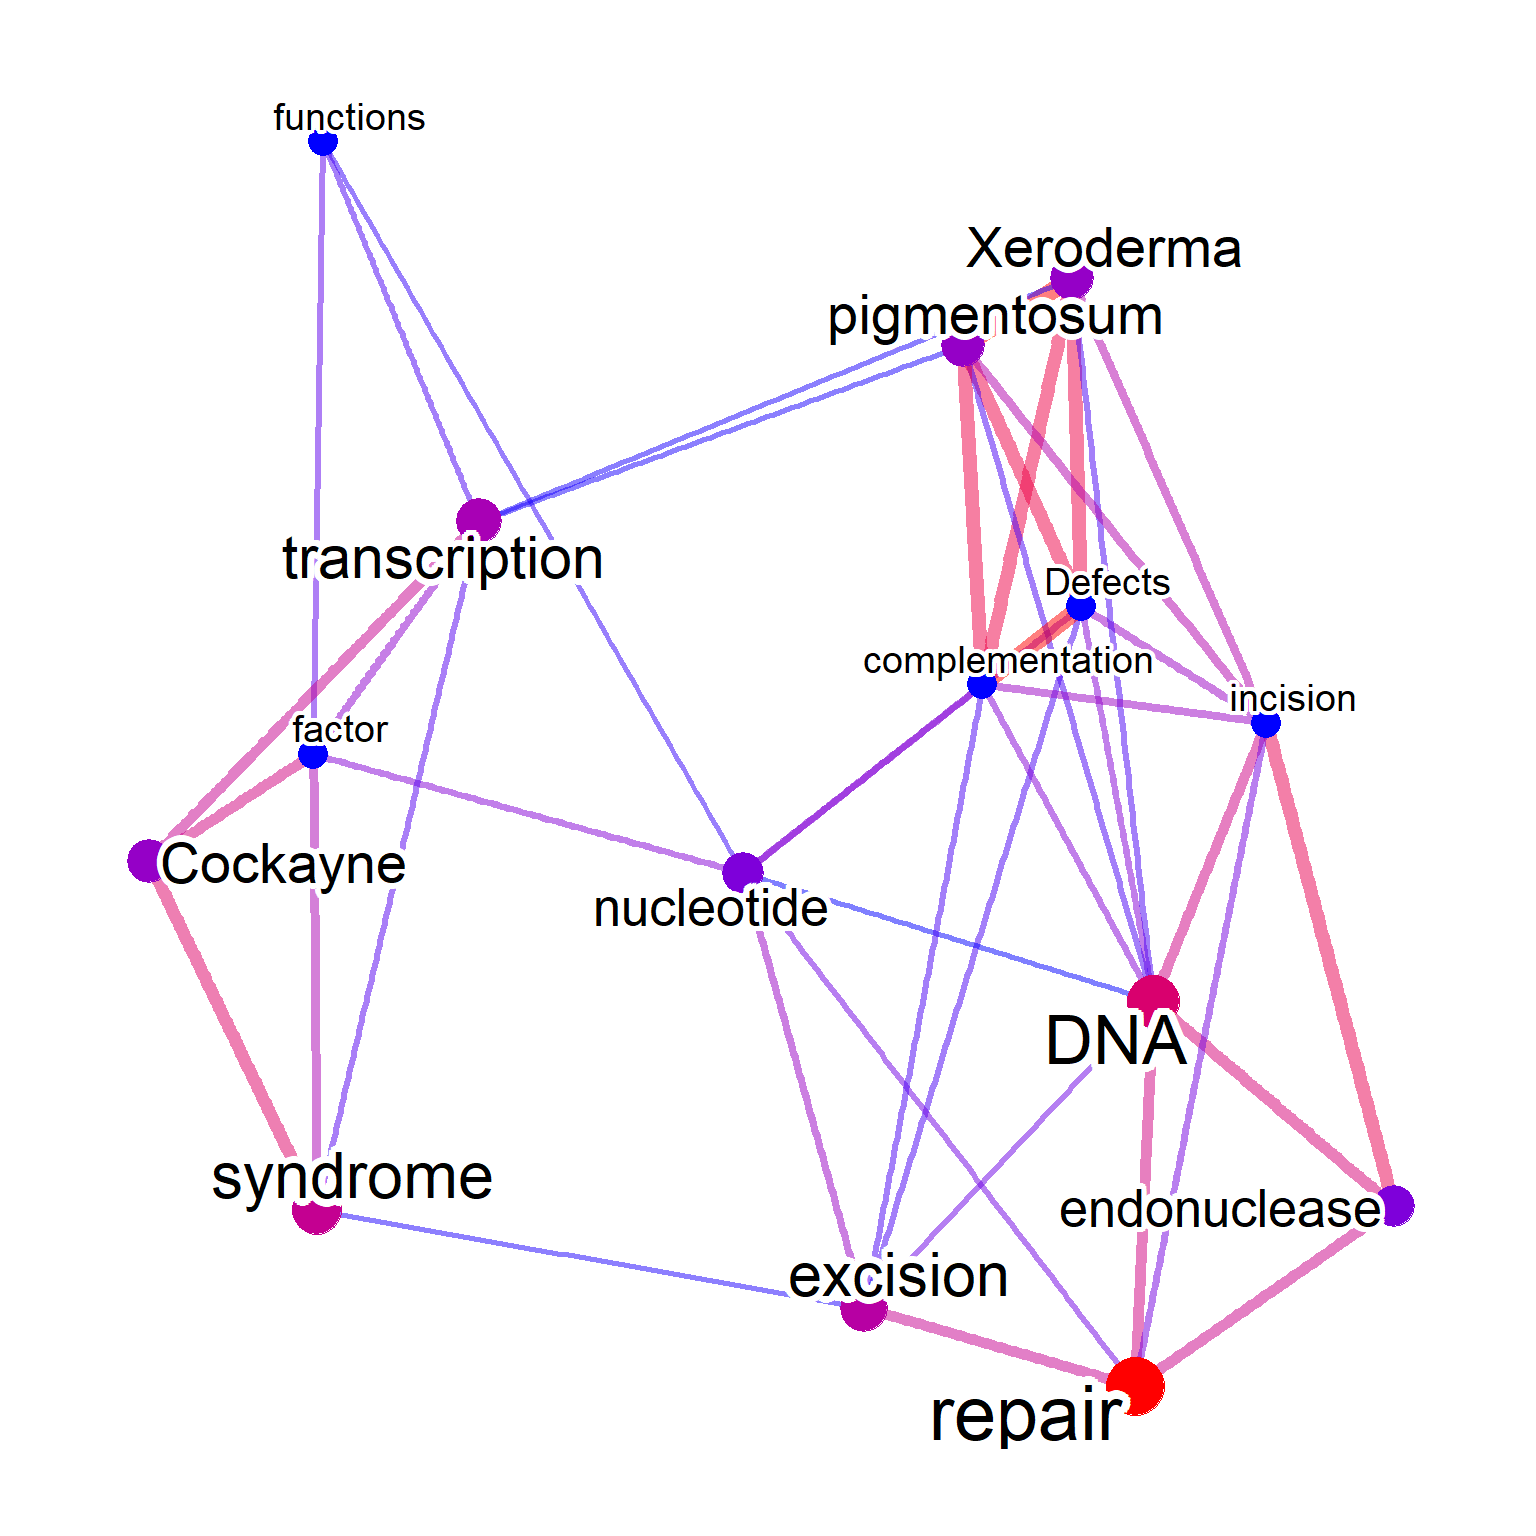 functions
Xeroderma
pigmentosum
transcription
Defects
complementation
incision
factor
Cockayne
nucleotide
DNA
syndrome
endonuclease
excision
repair